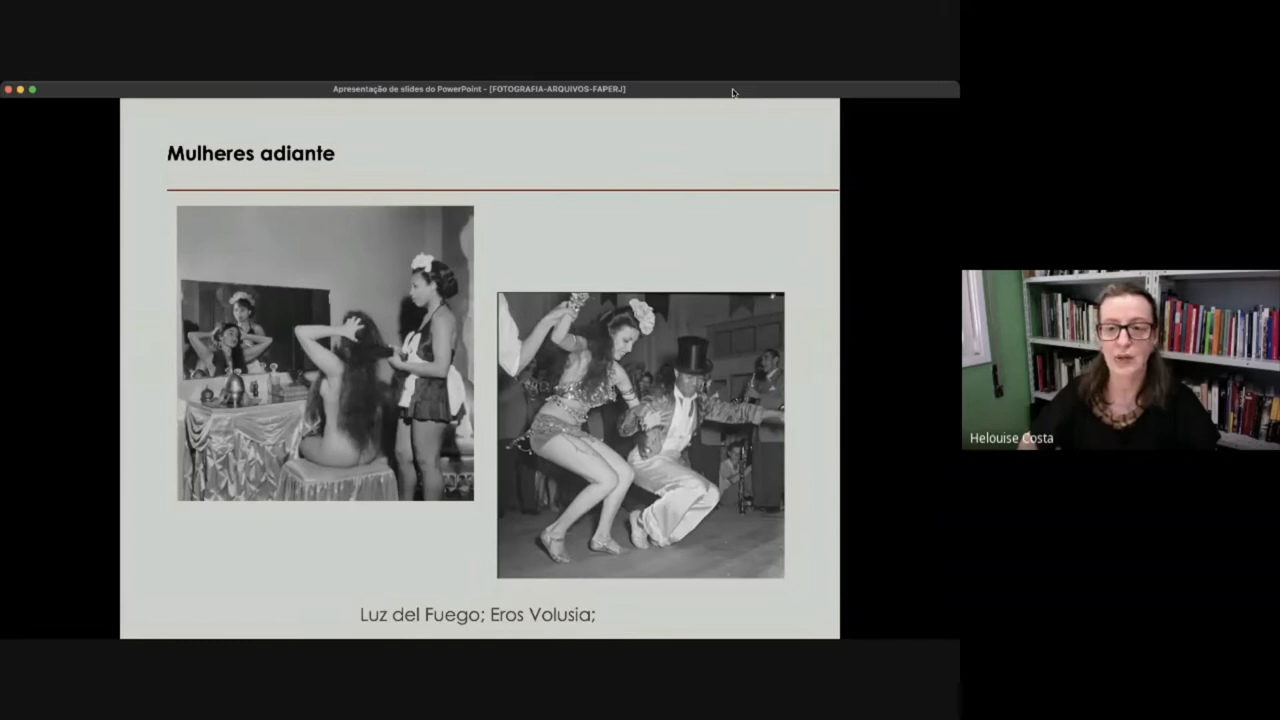 Apresentação de slides do PowerPoint - [FOTOGRAFIA-ARQUIVOS-FAPERJ]
Mulheres adiante
Luz del Fuego; Eros Volusia;
Helouise Costa